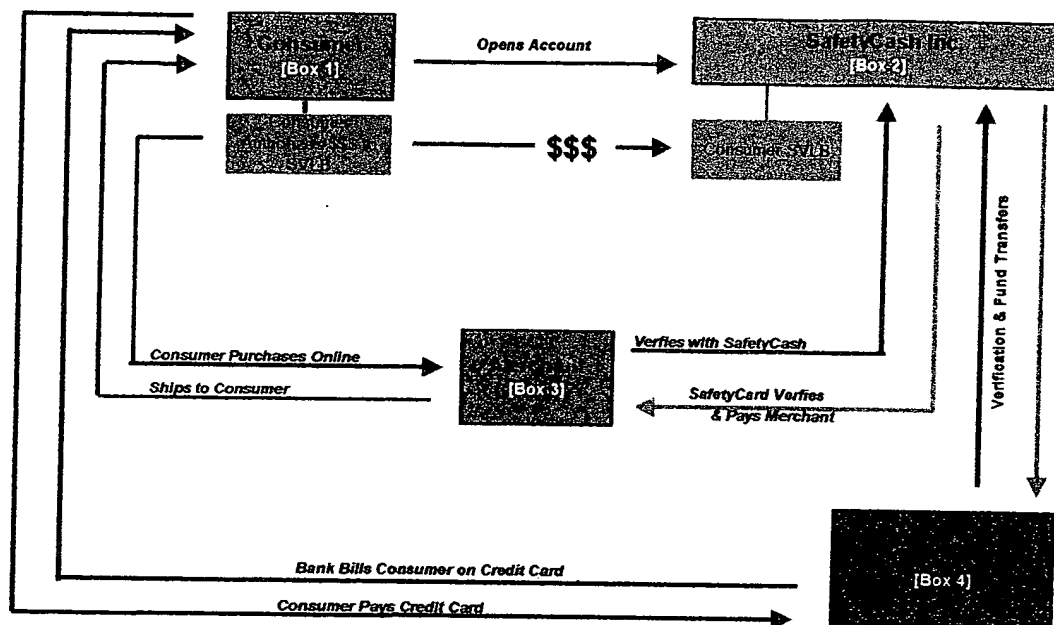 Consumer
[Box 1]
Opens Account
SafetyCash Inc.
[Box 2]
SVLB
$$$
Consumer SVLB
Consumer Purchases Online
Ships to Consumer
[Box 3]
Verfies with SafetyCash
SafetyCard Verfies
& Pays Merchant
Verification & Fund Transfers
[Box 4]
Bank Bills Consumer on Credit Card
Consumer Pays Credit Card